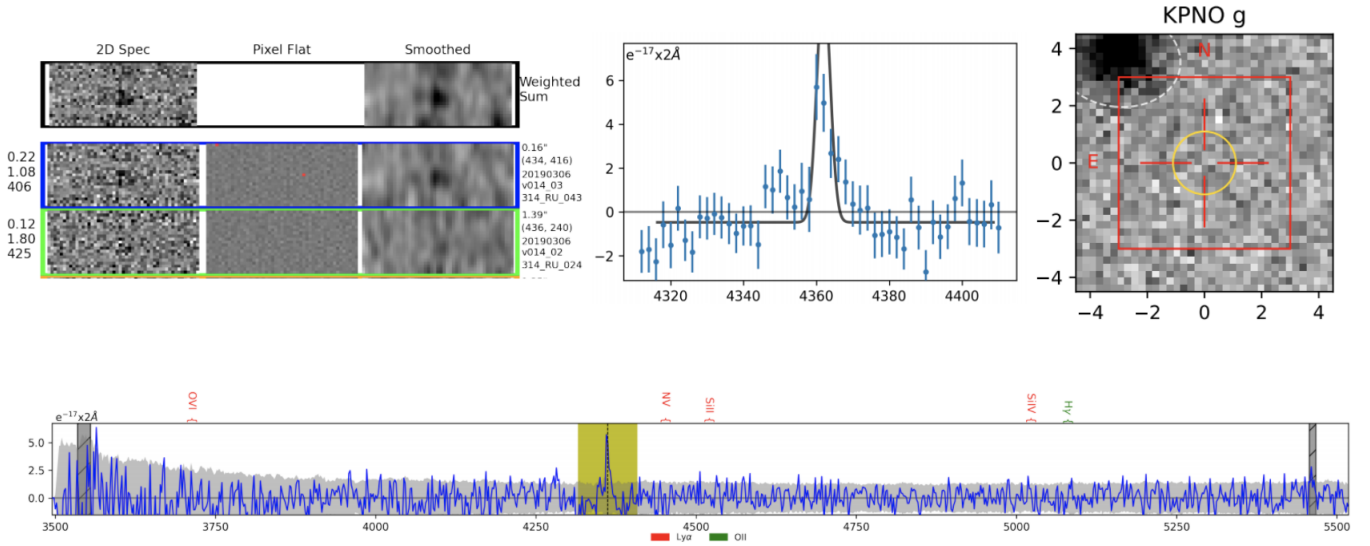 2D Spec Pixel Flat Smoothed
Weighted
Sum
0.22
1.08
406
0.16"
(434, 416)
20190306
v014_03
314_RU_043
0.12
1.80
425
1.39"
(436, 240)
20190306
v014_02
314_RU_024
e⁻¹⁷x2Å
6
4
2
0
−2
4320 4340 4360 4380 4400
KPNO g
N
E
4
2
0
−2
−4
−4 −2 0 2 4
OVI {
NV {
SiII {
SiIV {
Hγ {
e⁻¹⁷x2Å
5.0
2.5
0.0
3500 3750 4000 4250 4500 4750 5000 5250 5500
Lyα OII